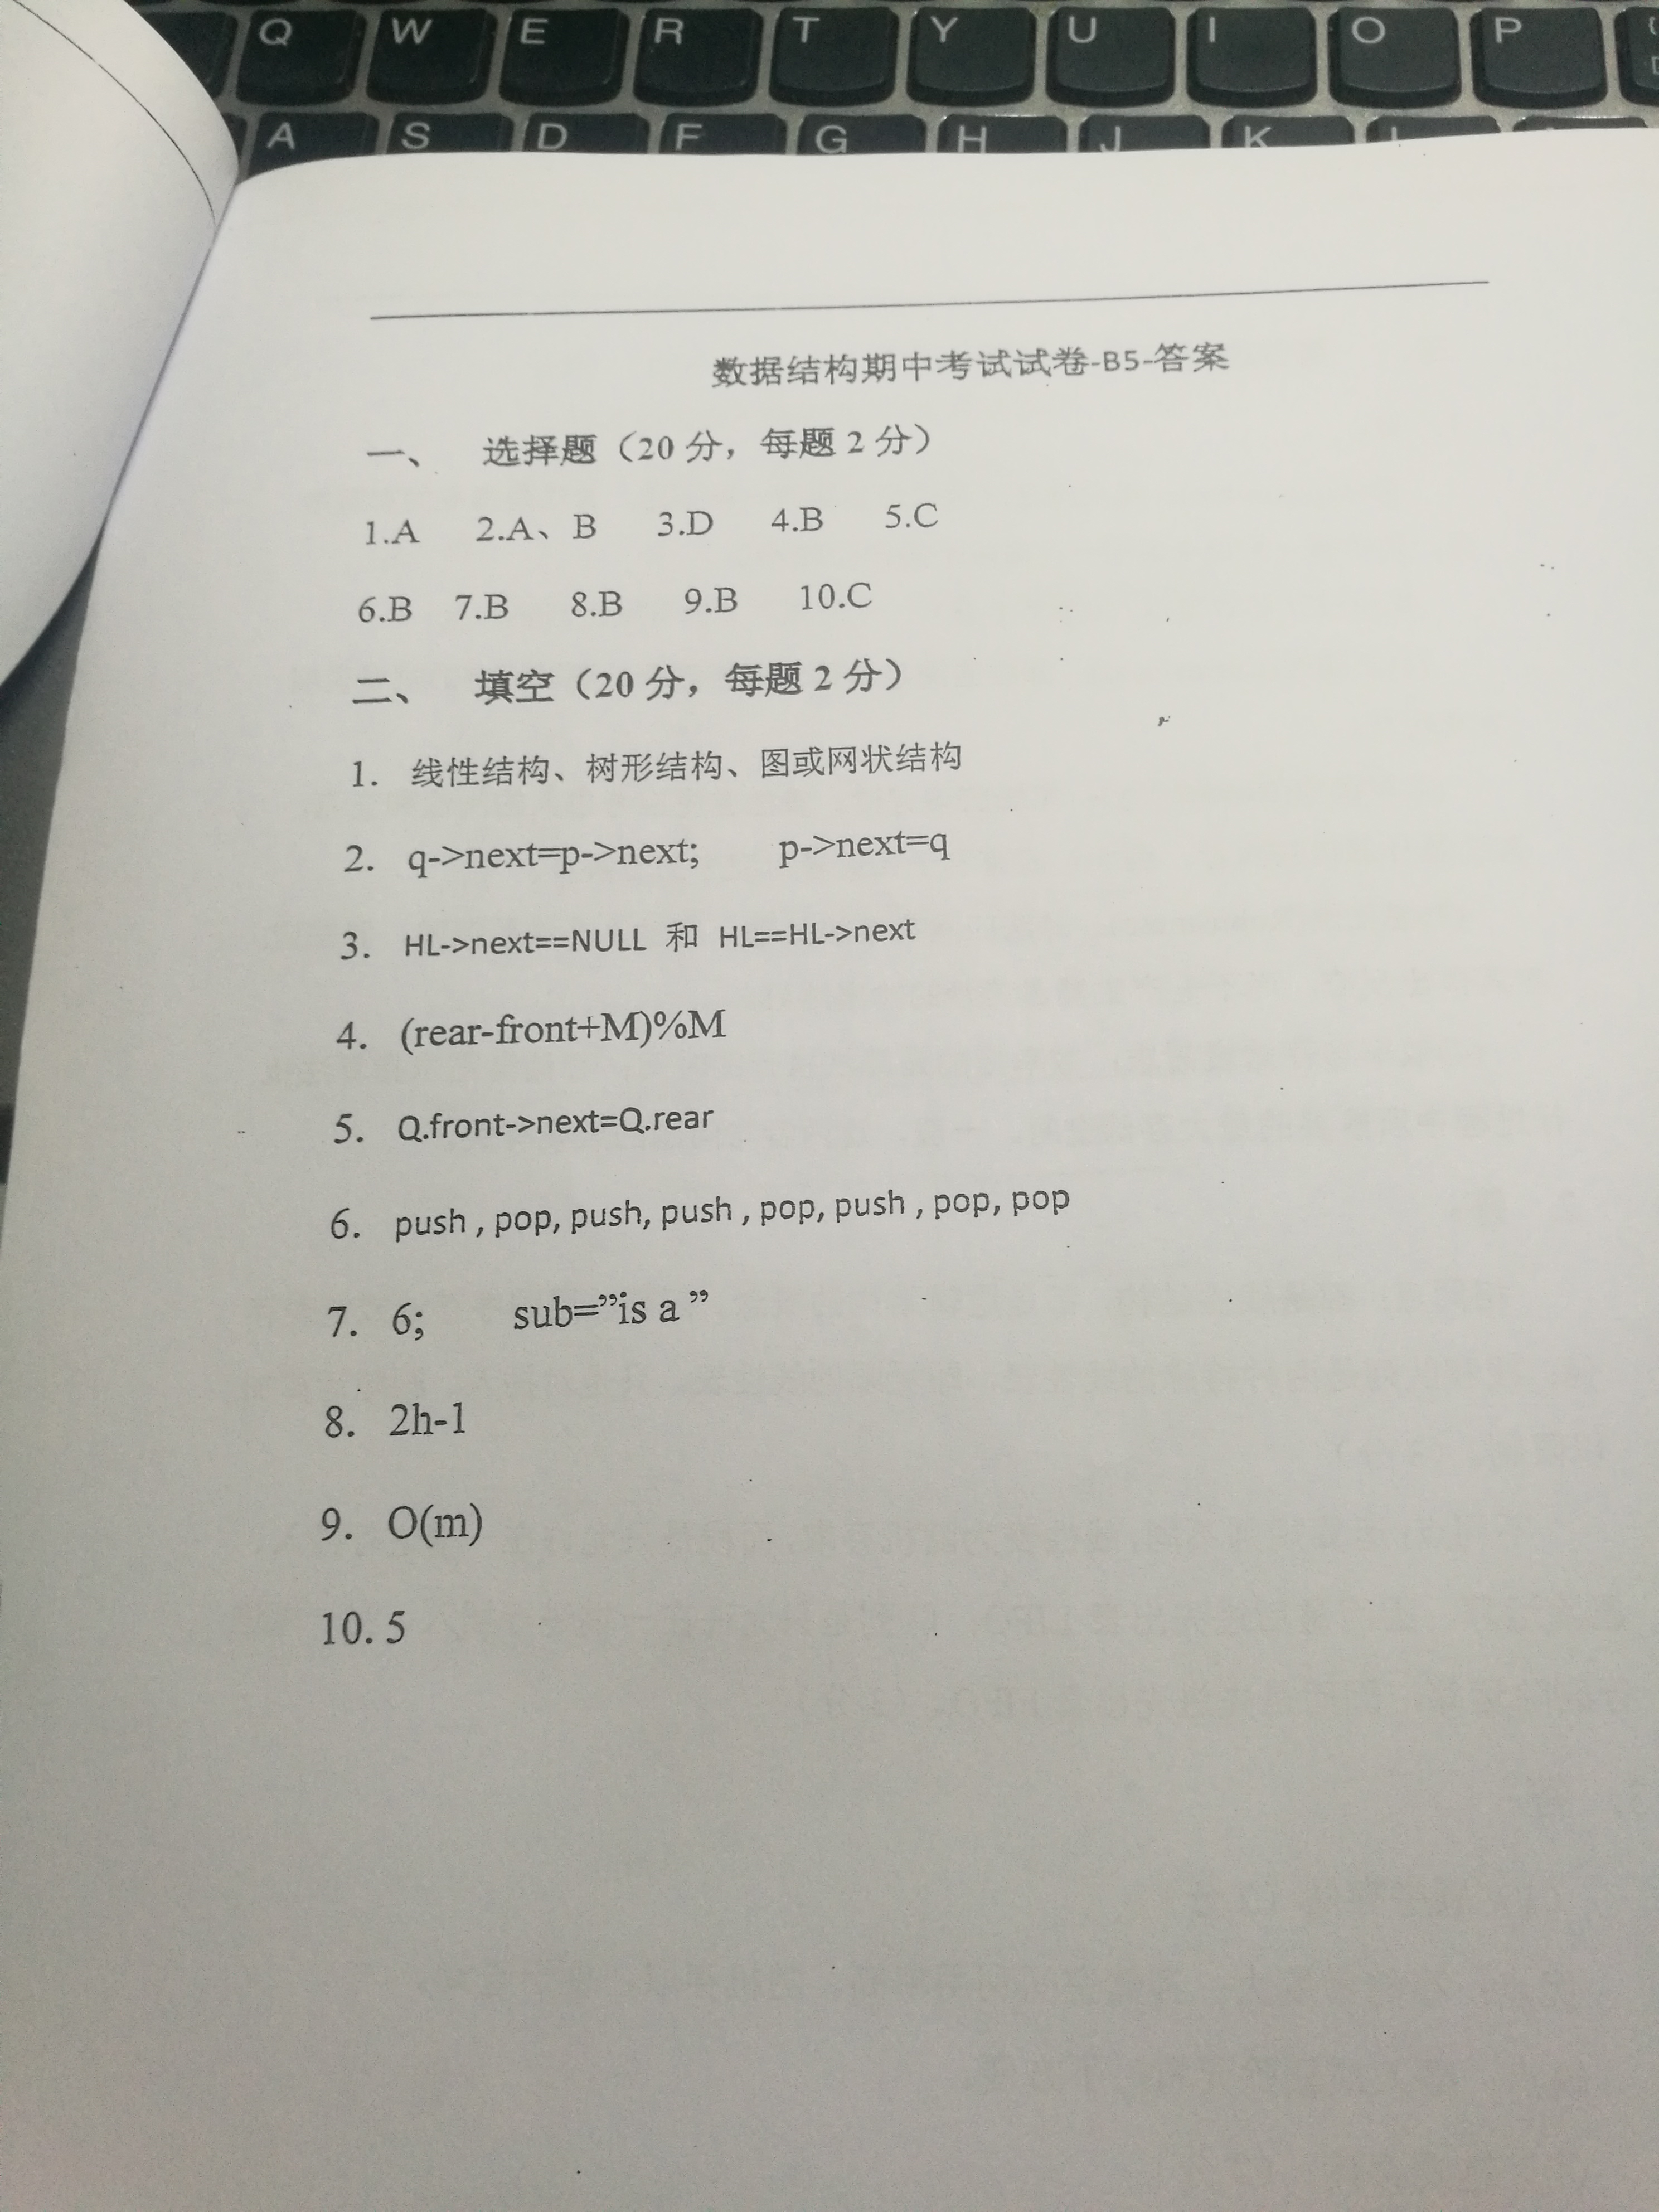 Q W E R T Y U I O P
A S D F G H J K L
数据结构期中考试试卷-B5-答案
一、 选择题（20 分，每题 2 分）
1.A 2.A、B 3.D 4.B 5.C
6.B 7.B 8.B 9.B 10.C
二、 填空（20 分，每题 2 分）
1. 线性结构、树形结构、图或网状结构
2. q->next=p->next; p->next=q
3. HL->next==NULL 和 HL==HL->next
4. (rear-front+M)%M
5. Q.front->next=Q.rear
6. push , pop, push, push , pop, push , pop, pop
7. 6; sub=”is a ”
8. 2h-1
9. O(m)
10. 5